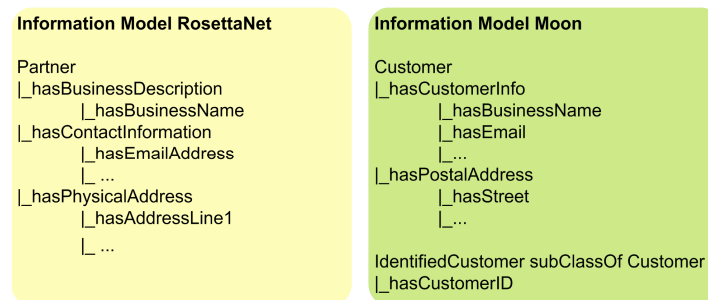 Information Model RosettaNet
Partner
|_hasBusinessDescription
|_hasBusinessName
|_hasContactInformation
|_hasEmailAddress
|_ ...
|_hasPhysicalAddress
|_hasAddressLine1
|_ ...
Information Model Moon
Customer
|_hasCustomerInfo
|_hasBusinessName
|_hasEmail
|_...
|_hasPostalAddress
|_hasStreet
|_...
IdentifiedCustomer subClassOf Customer
|_hasCustomerID